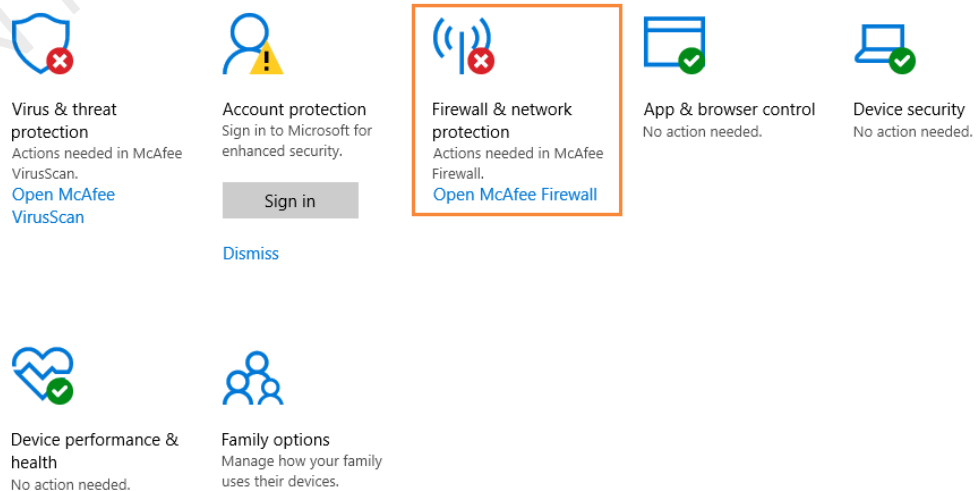 Virus & threat
protection
Actions needed in McAfee
VirusScan.
Open McAfee
VirusScan
Account protection
Sign in to Microsoft for
enhanced security.
Sign in
Dismiss
Firewall & network
protection
Actions needed in McAfee
Firewall.
Open McAfee Firewall
App & browser control
No action needed.
Device security
No action needed.
Device performance &
health
No action needed.
Family options
Manage how your family
uses their devices.